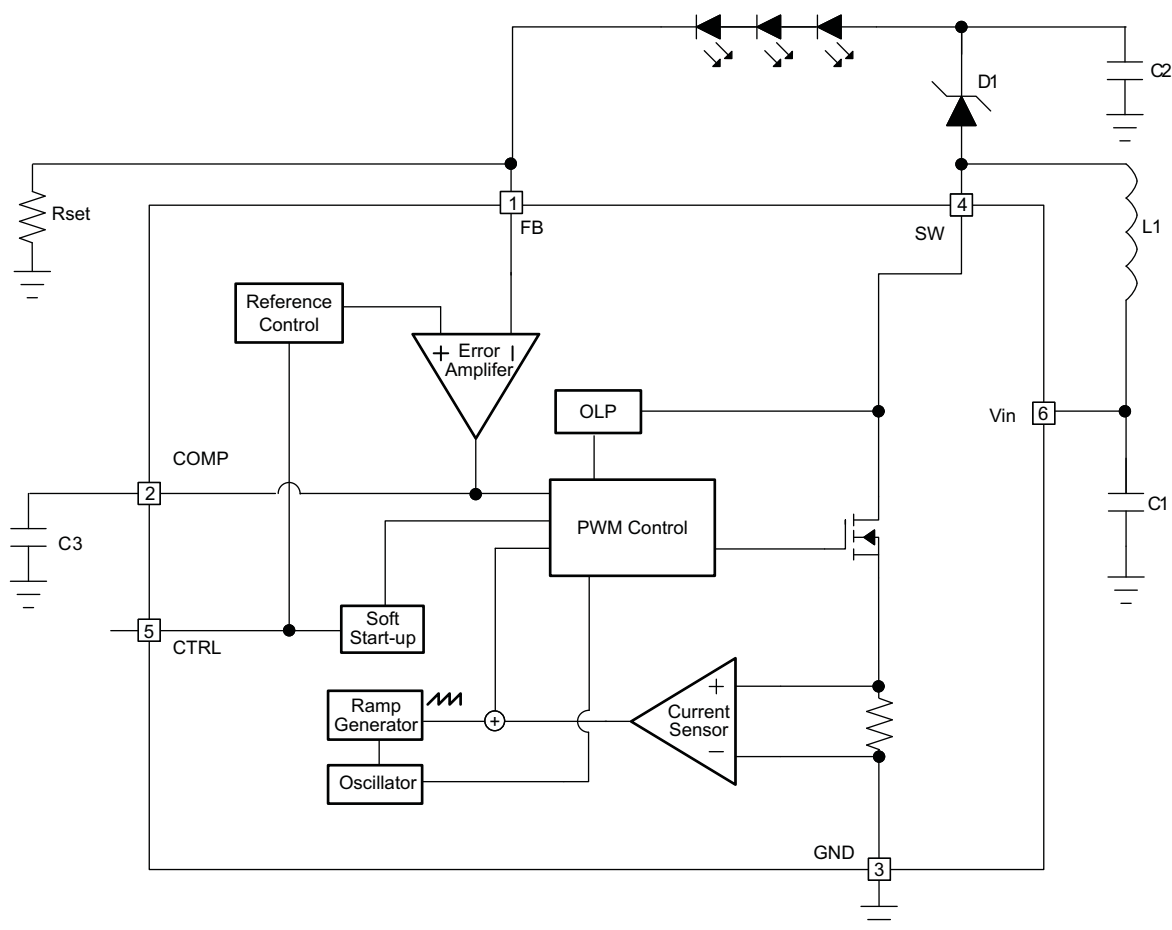 C2
D1
Rset
1
FB
4
SW
L1
Reference
Control
+ Error −
Amplifer
OLP
Vin
6
COMP
2
C3
PWM Control
C1
5
CTRL
Soft
Start-up
Ramp
Generator
+
+
Current
Sensor
−
Oscillator
GND
3